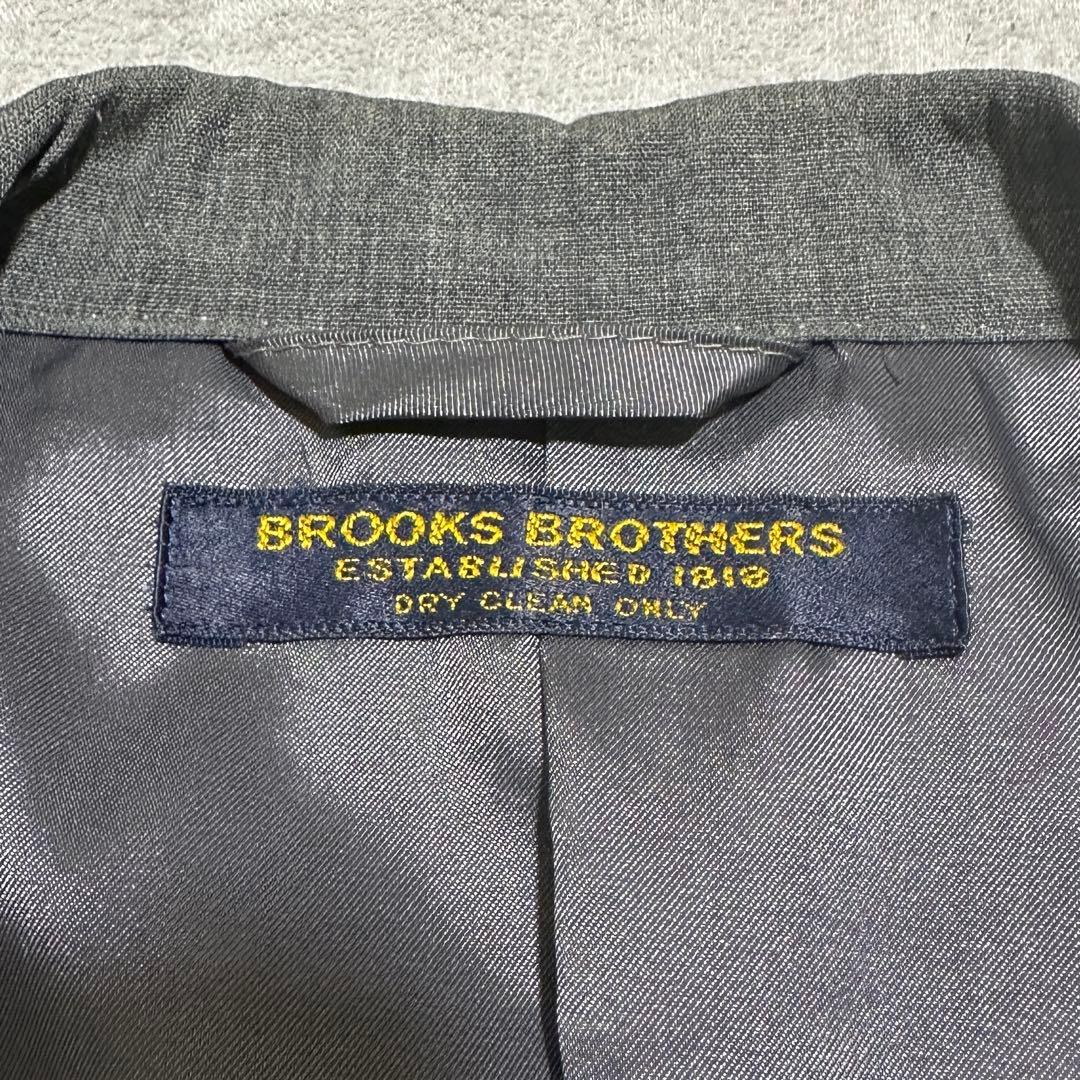 BROOKS BROTHERS
ESTABLISHED 1818
DRY CLEAN ONLY